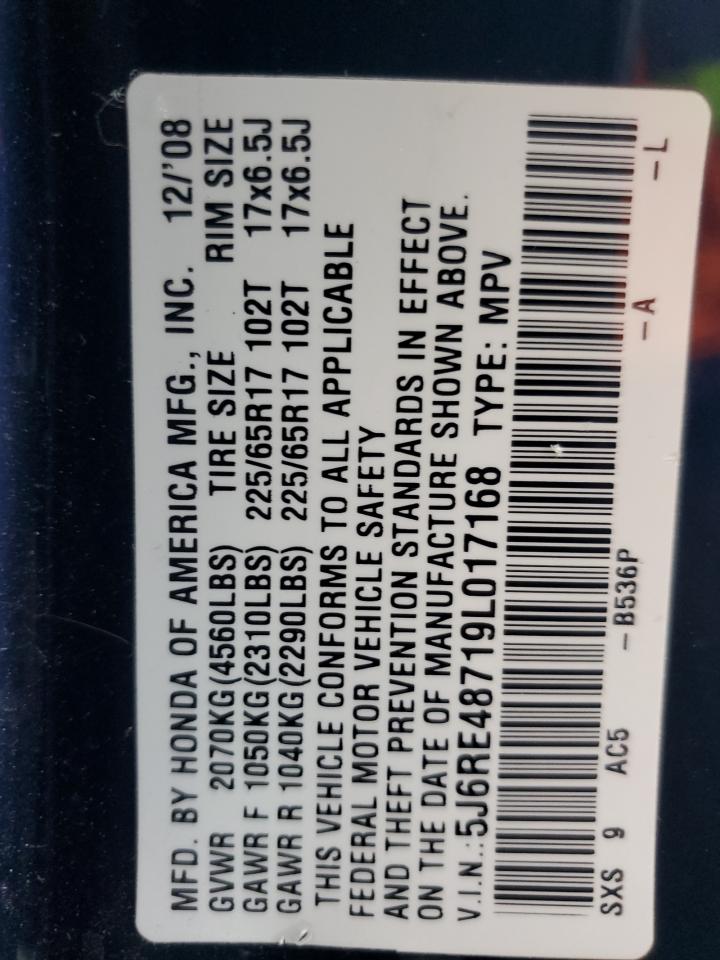 MFD. BY HONDA OF AMERICA MFG., INC. 12/'08
GVWR 2070KG(4560LBS) TIRE SIZE RIM SIZE
GAWR F 1050KG(2310LBS) 225/65R17 102T 17x6.5J
GAWR R 1040KG(2290LBS) 225/65R17 102T 17x6.5J
THIS VEHICLE CONFORMS TO ALL APPLICABLE
FEDERAL MOTOR VEHICLE SAFETY
AND THEFT PREVENTION STANDARDS IN EFFECT
ON THE DATE OF MANUFACTURE SHOWN ABOVE.
V.I.N.:5J6RE48719L017168 TYPE: MPV
SXS 9 AC5 –B536P –A –L